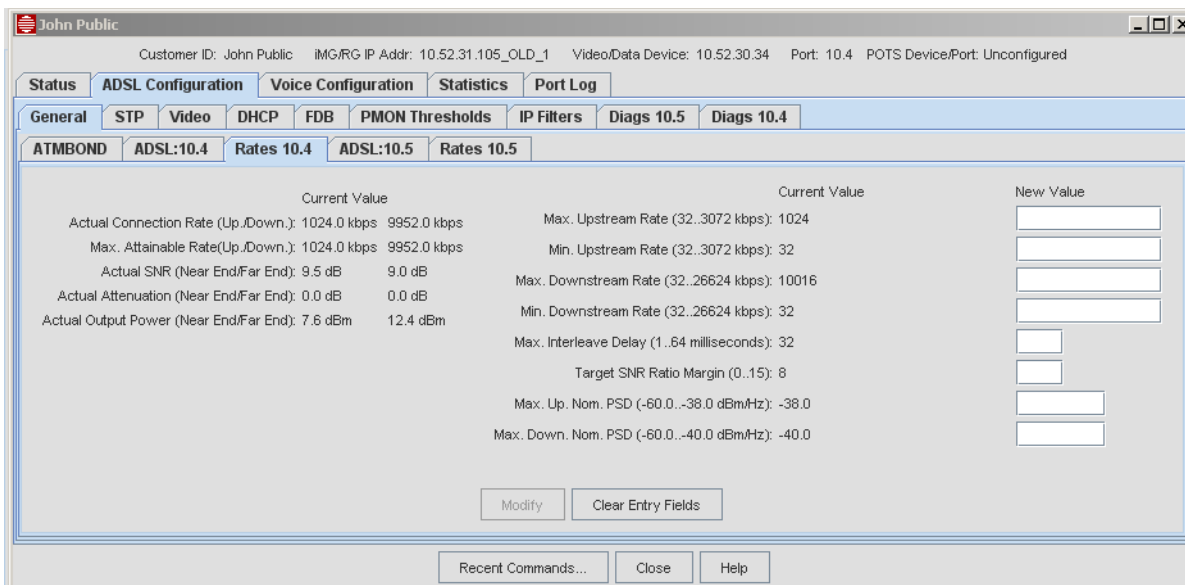 John Public
Customer ID: John Public iMG/RG IP Addr: 10.52.31.105_OLD_1 Video/Data Device: 10.52.30.34 Port: 10.4 POTS Device/Port: Unconfigured
Status ADSL Configuration Voice Configuration Statistics Port Log
General STP Video DHCP FDB PMON Thresholds IP Filters Diags 10.5 Diags 10.4
ATMBOND ADSL:10.4 Rates 10.4 ADSL:10.5 Rates 10.5
Current Value
Actual Connection Rate (Up./Down.): 1024.0 kbps 9952.0 kbps
Max. Attainable Rate(Up./Down.): 1024.0 kbps 9952.0 kbps
Actual SNR (Near End/Far End): 9.5 dB 9.0 dB
Actual Attenuation (Near End/Far End): 0.0 dB 0.0 dB
Actual Output Power (Near End/Far End): 7.6 dBm 12.4 dBm
Current Value New Value
Max. Upstream Rate (32..3072 kbps): 1024
Min. Upstream Rate (32..3072 kbps): 32
Max. Downstream Rate (32..26624 kbps): 10016
Min. Downstream Rate (32..26624 kbps): 32
Max. Interleave Delay (1..64 milliseconds): 32
Target SNR Ratio Margin (0..15): 8
Max. Up. Nom. PSD (-60.0..-38.0 dBm/Hz): -38.0
Max. Down. Nom. PSD (-60.0..-40.0 dBm/Hz): -40.0
Modify Clear Entry Fields
Recent Commands... Close Help